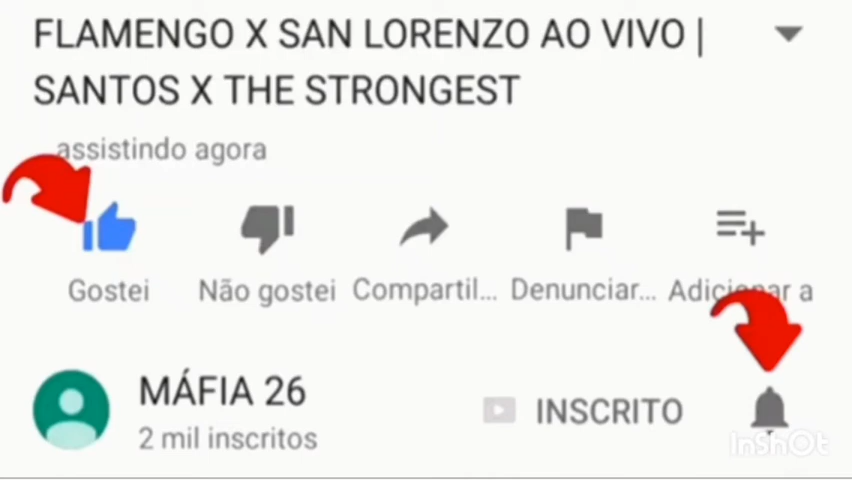 FLAMENGO X SAN LORENZO AO VIVO |
SANTOS X THE STRONGEST
assistindo agora
Gostei Não gostei Compartil... Denunciar... Adicionar a
MÁFIA 26
INSCRITO
2 mil inscritos
InShOt